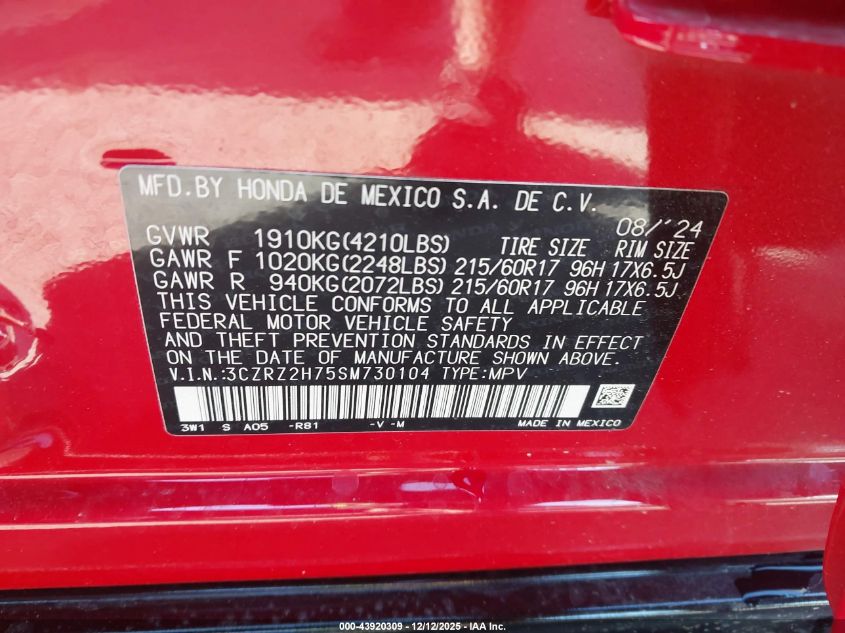 MFD.BY HONDA DE MEXICO S.A. DE C.V.
08/'24
GVWR 1910KG(4210LBS) TIRE SIZE RIM SIZE
GAWR F 1020KG(2248LBS) 215/60R17 96H 17X6.5J
GAWR R 940KG(2072LBS) 215/60R17 96H 17X6.5J
THIS VEHICLE CONFORMS TO ALL APPLICABLE
FEDERAL MOTOR VEHICLE SAFETY
AND THEFT PREVENTION STANDARDS IN EFFECT
ON THE DATE OF MANUFACTURE SHOWN ABOVE.
V.I.N.:3CZRZ2H75SM730104 TYPE:MPV
3W1 S A05 -R81 -V -M MADE IN MEXICO
000-43920309 - 12/12/2025 - IAA Inc.